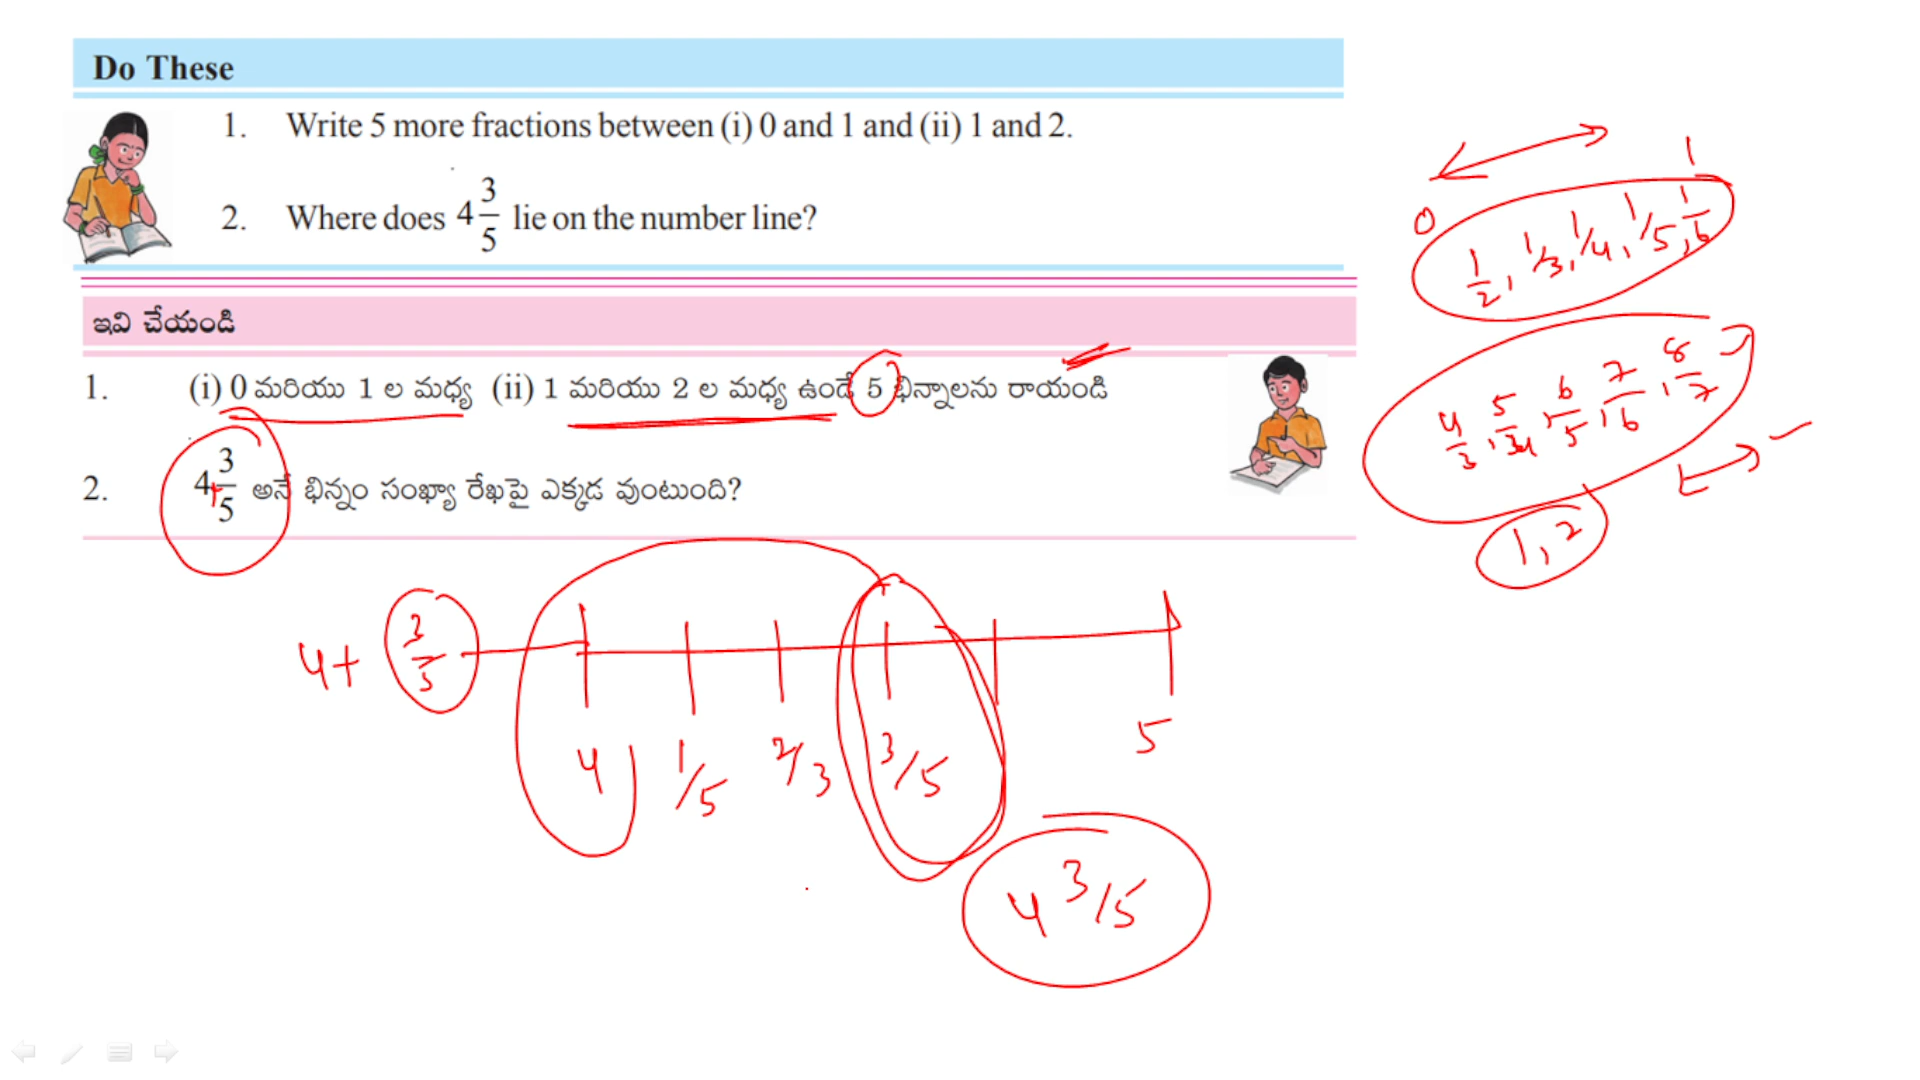 Do These
1. Write 5 more fractions between (i) 0 and 1 and (ii) 1 and 2.
2. Where does 4 3/5 lie on the number line?
ఇవి చేయండి
1. (i) 0 మరియు 1 ల మధ్య (ii) 1 మరియు 2 ల మధ్య ఉండే 5 భిన్నాలను రాయండి
2. 4 3/5 అనే భిన్నం సంఖ్యా రేఖపై ఎక్కడ వుంటుంది?
0 1
1/2, 1/3, 1/4, 1/5, 1/6
4/3, 5/4, 6/5, 7/6, 8/7
1, 2
4+ 3/5
4 1/5 2/3 3/5 5
4 3/5